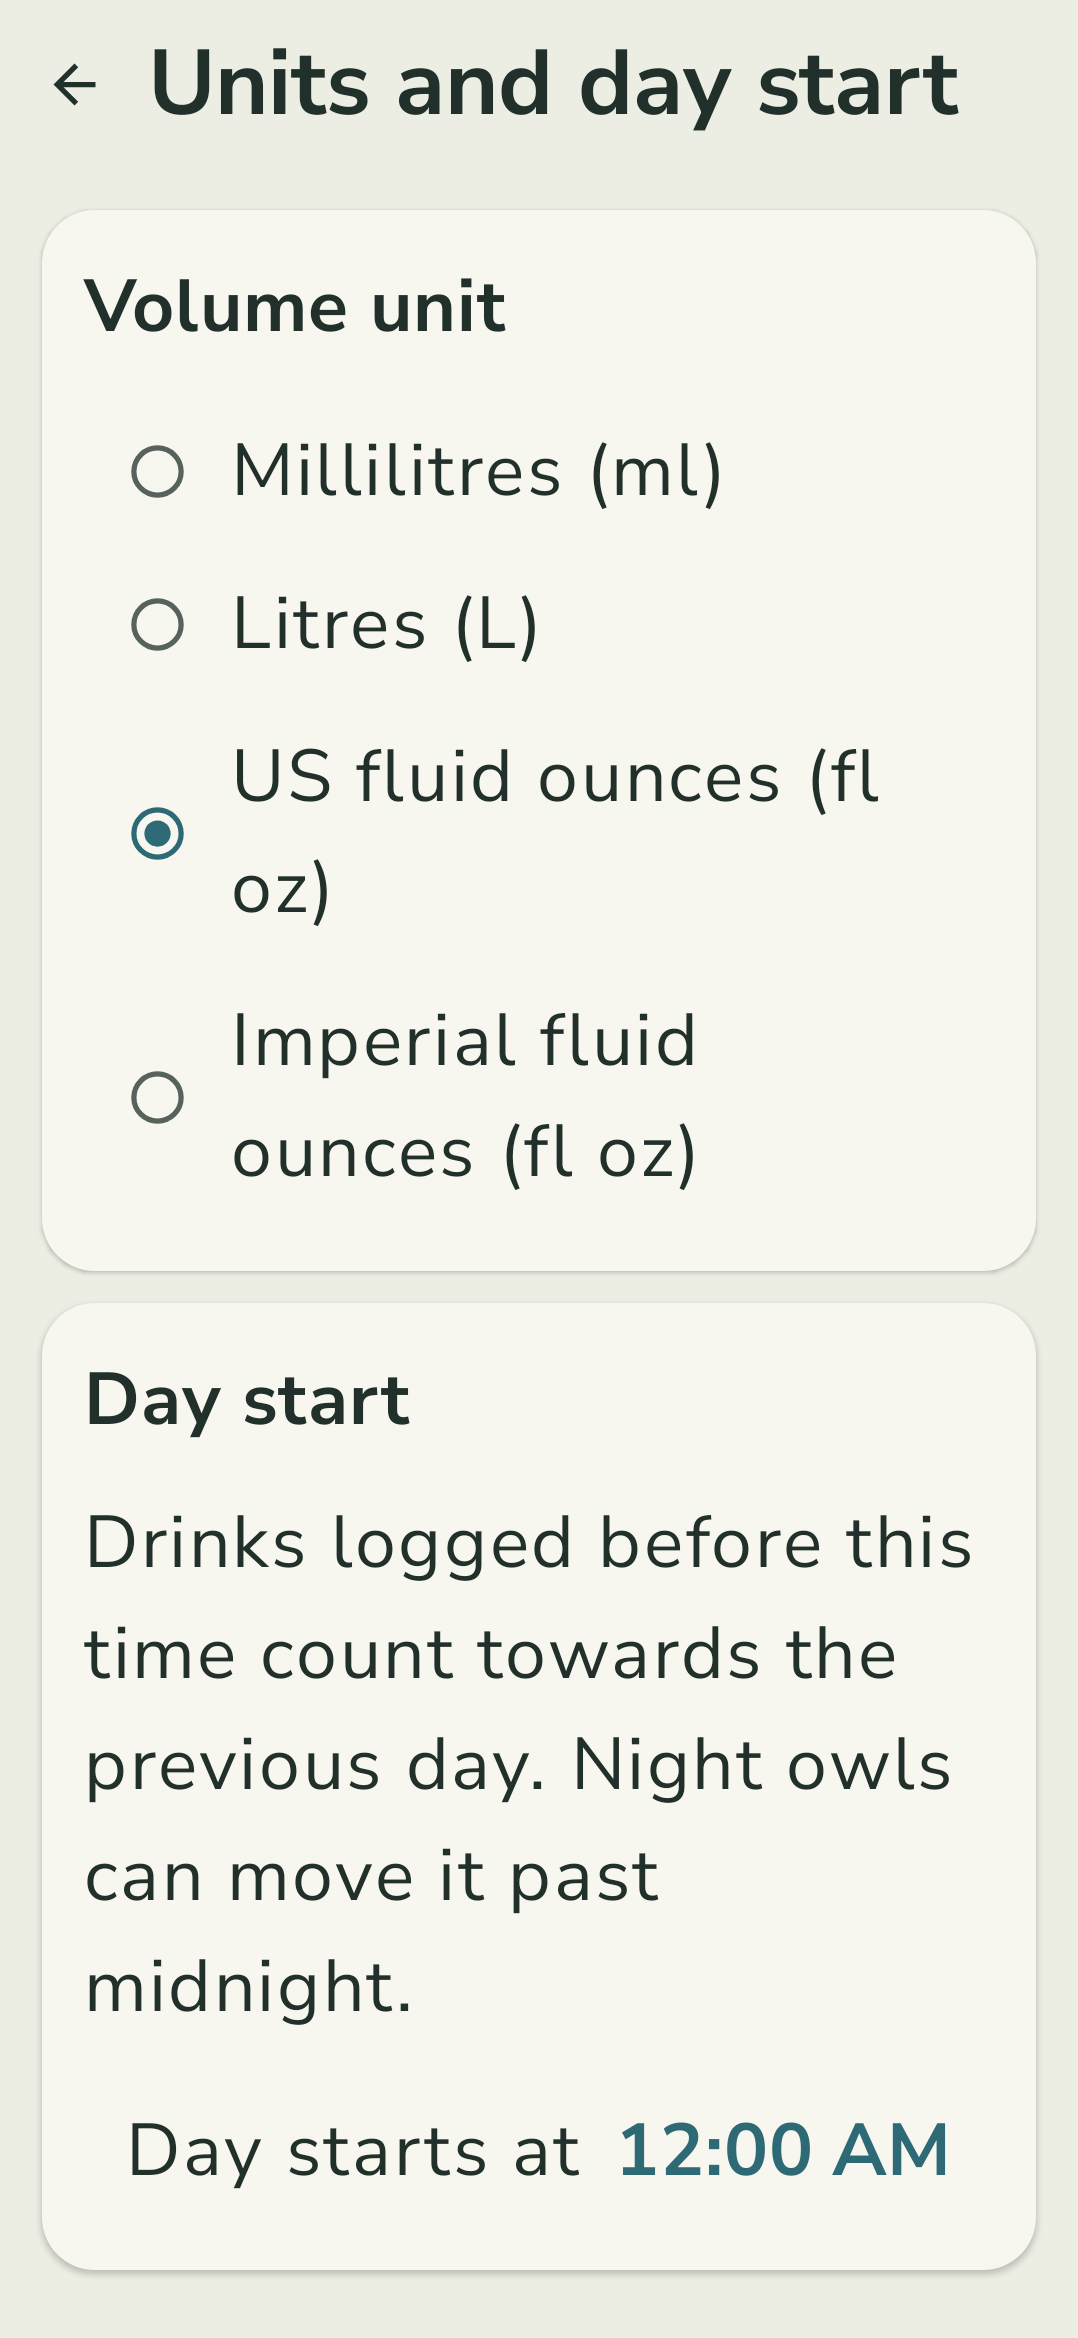 Units and day start
Volume unit
Millilitres (ml)
Litres (L)
US fluid ounces (fl
oz)
Imperial fluid
ounces (fl oz)
Day start
Drinks logged before this
time count towards the
previous day. Night owls
can move it past
midnight.
Day starts at 12:00 AM